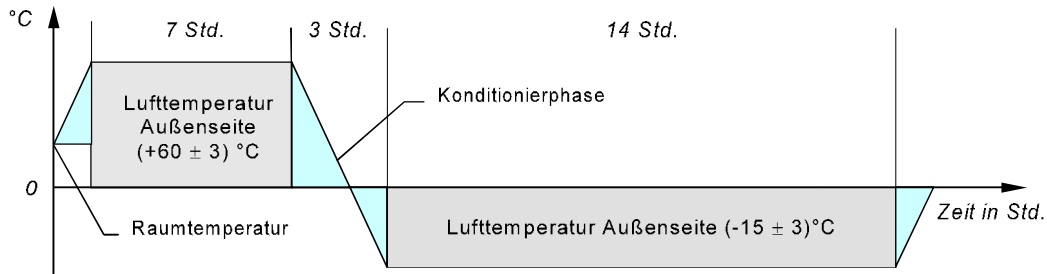 °C
7 Std.
3 Std.
14 Std.
Lufttemperatur
Außenseite
(+60 ± 3) °C
Konditionierphase
0
Raumtemperatur
Lufttemperatur Außenseite (-15 ± 3)°C
Zeit in Std.